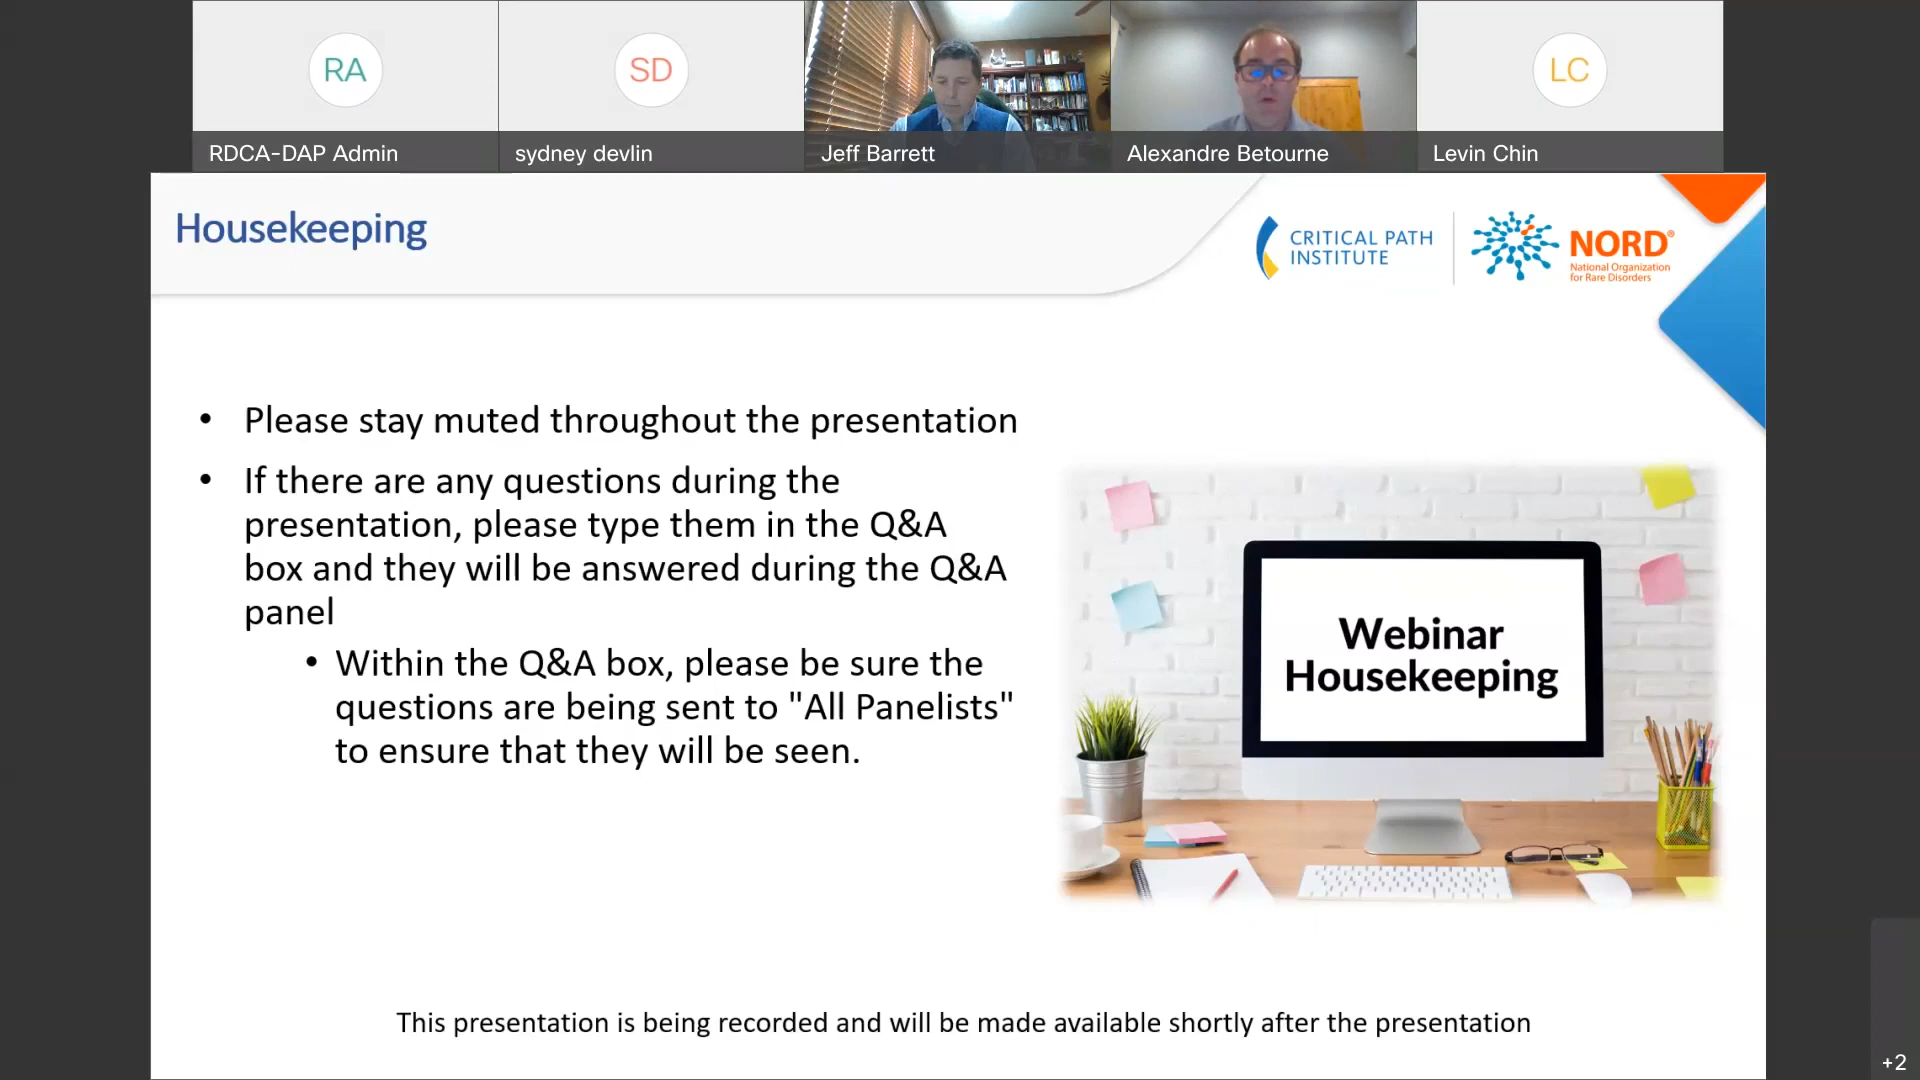 RA
SD
LC
RDCA-DAP Admin
sydney devlin
Jeff Barrett
Alexandre Betourne
Levin Chin
Housekeeping
CRITICAL PATH
INSTITUTE
NORD®
National Organization
for Rare Disorders
• Please stay muted throughout the presentation
• If there are any questions during the
presentation, please type them in the Q&A
box and they will be answered during the Q&A
panel
• Within the Q&A box, please be sure the
questions are being sent to "All Panelists"
to ensure that they will be seen.
Webinar
Housekeeping
This presentation is being recorded and will be made available shortly after the presentation
+2